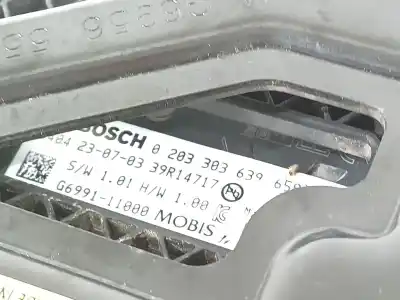 BOSCH 0 203 303 639
23-07-03 39R14717
S/W 1.01 H/W 1.00
G6991-11000 MOBIS